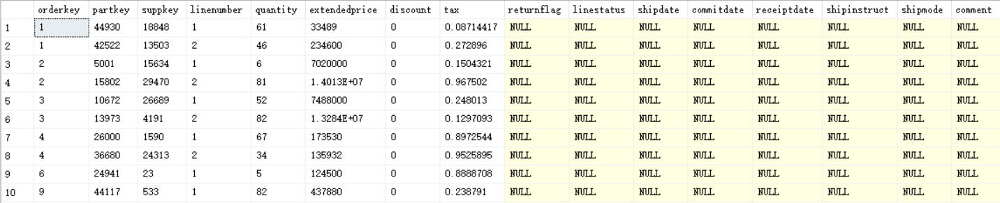 orderkey partkey suppkey linenumber quantity extendedprice discount tax returnflag linestatus shipdate commitdate receiptdate shipinstruct shipmode comment
1 1 44930 18848 1 61 33489 0 0.08714417 NULL NULL NULL NULL NULL NULL NULL NULL
2 1 42522 13503 2 46 234600 0 0.272896 NULL NULL NULL NULL NULL NULL NULL NULL
3 2 5001 15634 1 6 7020000 0 0.1504321 NULL NULL NULL NULL NULL NULL NULL NULL
4 2 15802 29470 2 81 1.4013E+07 0 0.967502 NULL NULL NULL NULL NULL NULL NULL NULL
5 3 10672 26689 1 52 7488000 0 0.248013 NULL NULL NULL NULL NULL NULL NULL NULL
6 3 13973 4191 2 82 1.3284E+07 0 0.1297093 NULL NULL NULL NULL NULL NULL NULL NULL
7 4 26000 1590 1 67 173530 0 0.8972544 NULL NULL NULL NULL NULL NULL NULL NULL
8 4 36680 24313 2 34 135932 0 0.9525895 NULL NULL NULL NULL NULL NULL NULL NULL
9 6 24941 23 1 5 124500 0 0.8888708 NULL NULL NULL NULL NULL NULL NULL NULL
10 9 44117 533 1 82 437880 0 0.238791 NULL NULL NULL NULL NULL NULL NULL NULL